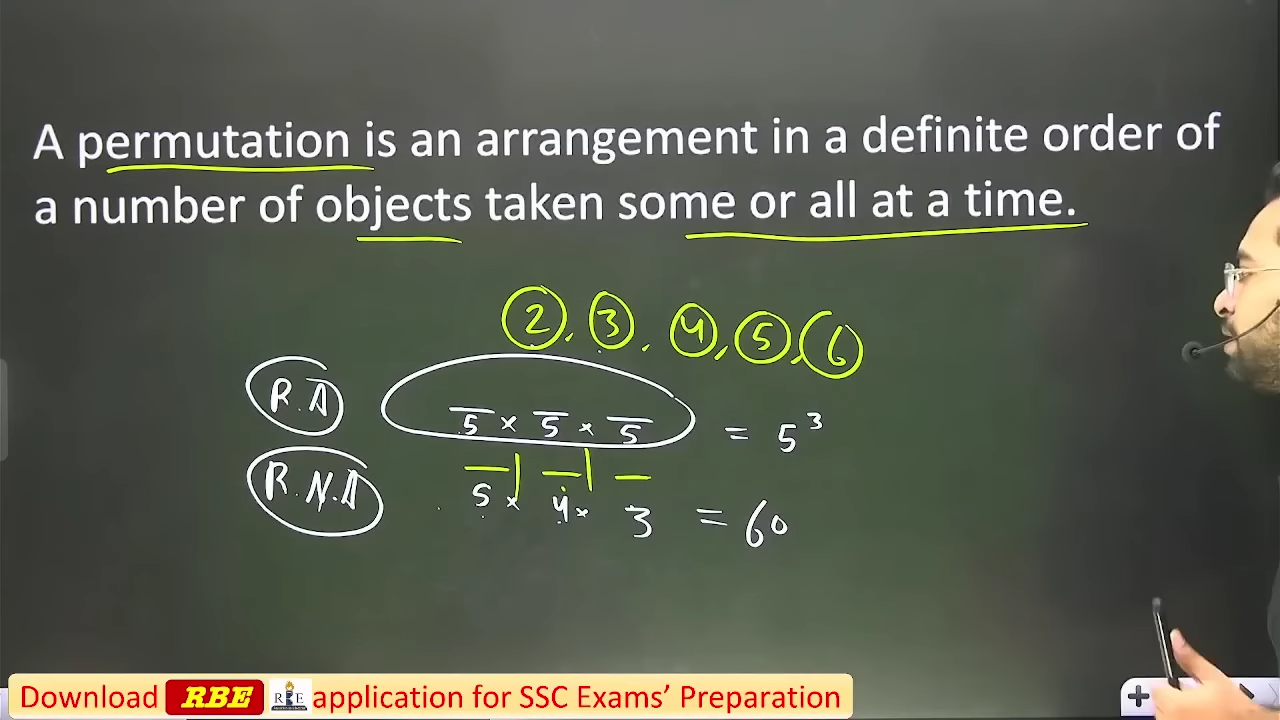 A permutation is an arrangement in a definite order of
a number of objects taken some or all at a time.
2, 3, 4, 5, 6
R.A 5 × 5 × 5 = 5³
R.N.A 5 × 4 × 3 = 60
Download RBE RBE application for SSC Exams' Preparation